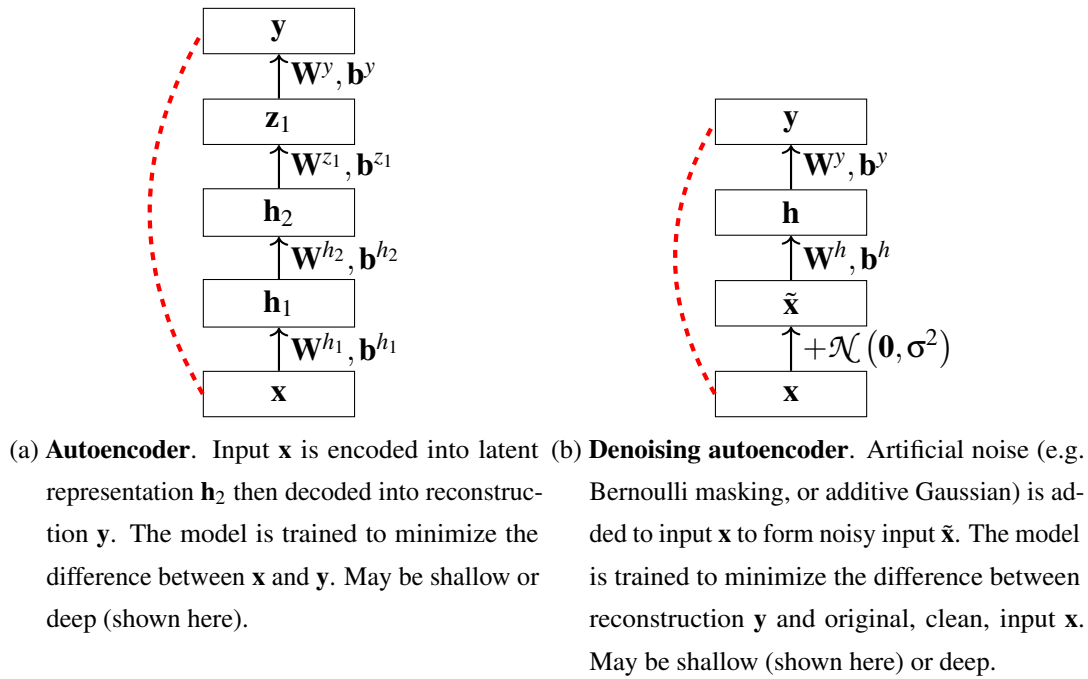 y
W^y, b^y
z_1
W^{z_1}, b^{z_1}
h_2
W^{h_2}, b^{h_2}
h_1
W^{h_1}, b^{h_1}
x
(a) Autoencoder. Input x is encoded into latent
representation h_2 then decoded into reconstruc-
tion y. The model is trained to minimize the
difference between x and y. May be shallow or
deep (shown here).
y
W^y, b^y
h
W^h, b^h
x̃
+𝒩(0, σ²)
x
(b) Denoising autoencoder. Artificial noise (e.g.
Bernoulli masking, or additive Gaussian) is ad-
ded to input x to form noisy input x̃. The model
is trained to minimize the difference between
reconstruction y and original, clean, input x.
May be shallow (shown here) or deep.